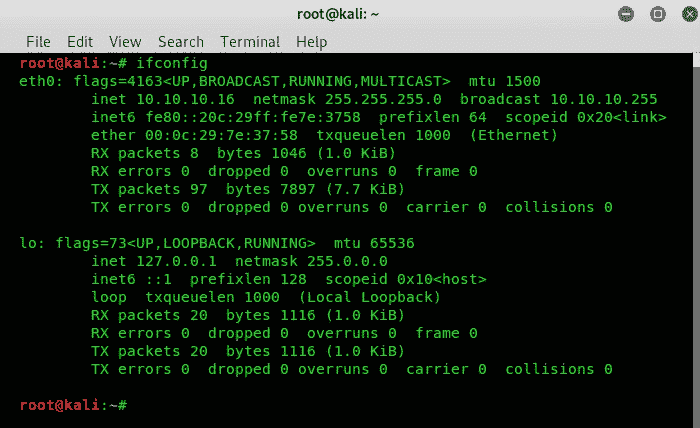 root@kali: ~
File Edit View Search Terminal Help
root@kali:~# ifconfig
eth0: flags=4163<UP,BROADCAST,RUNNING,MULTICAST>  mtu 1500
        inet 10.10.10.16  netmask 255.255.255.0  broadcast 10.10.10.255
        inet6 fe80::20c:29ff:fe7e:3758  prefixlen 64  scopeid 0x20<link>
        ether 00:0c:29:7e:37:58  txqueuelen 1000  (Ethernet)
        RX packets 8  bytes 1046 (1.0 KiB)
        RX errors 0  dropped 0  overruns 0  frame 0
        TX packets 97  bytes 7897 (7.7 KiB)
        TX errors 0  dropped 0 overruns 0  carrier 0  collisions 0
lo: flags=73<UP,LOOPBACK,RUNNING>  mtu 65536
        inet 127.0.0.1  netmask 255.0.0.0
        inet6 ::1  prefixlen 128  scopeid 0x10<host>
        loop  txqueuelen 1000  (Local Loopback)
        RX packets 20  bytes 1116 (1.0 KiB)
        RX errors 0  dropped 0  overruns 0  frame 0
        TX packets 20  bytes 1116 (1.0 KiB)
        TX errors 0  dropped 0 overruns 0  carrier 0  collisions 0
root@kali:~#